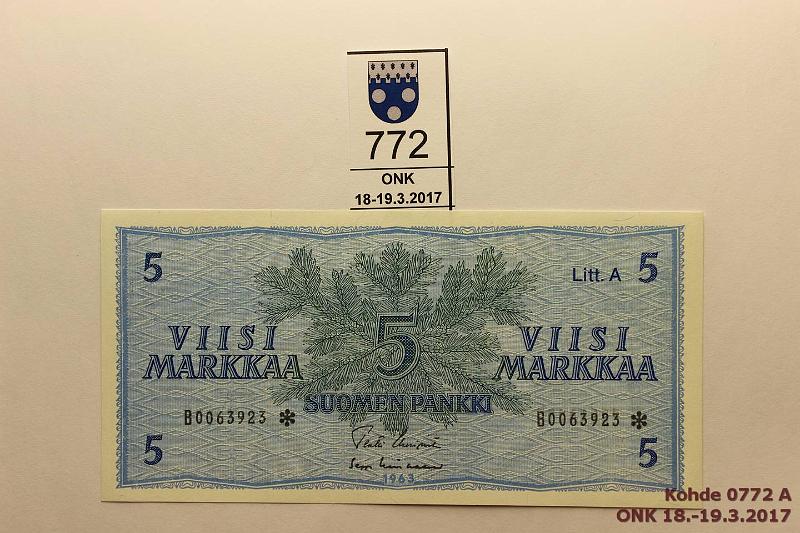 772
ONK
18-19.3.2017
5 Litt. A 5
VIISI MARKKAA
5
VIISI MARKKAA
SUOMEN PANKKI
B0063923 * B0063923 *
5 5
1963
Kohde 0772 A
ONK 18.-19.3.2017